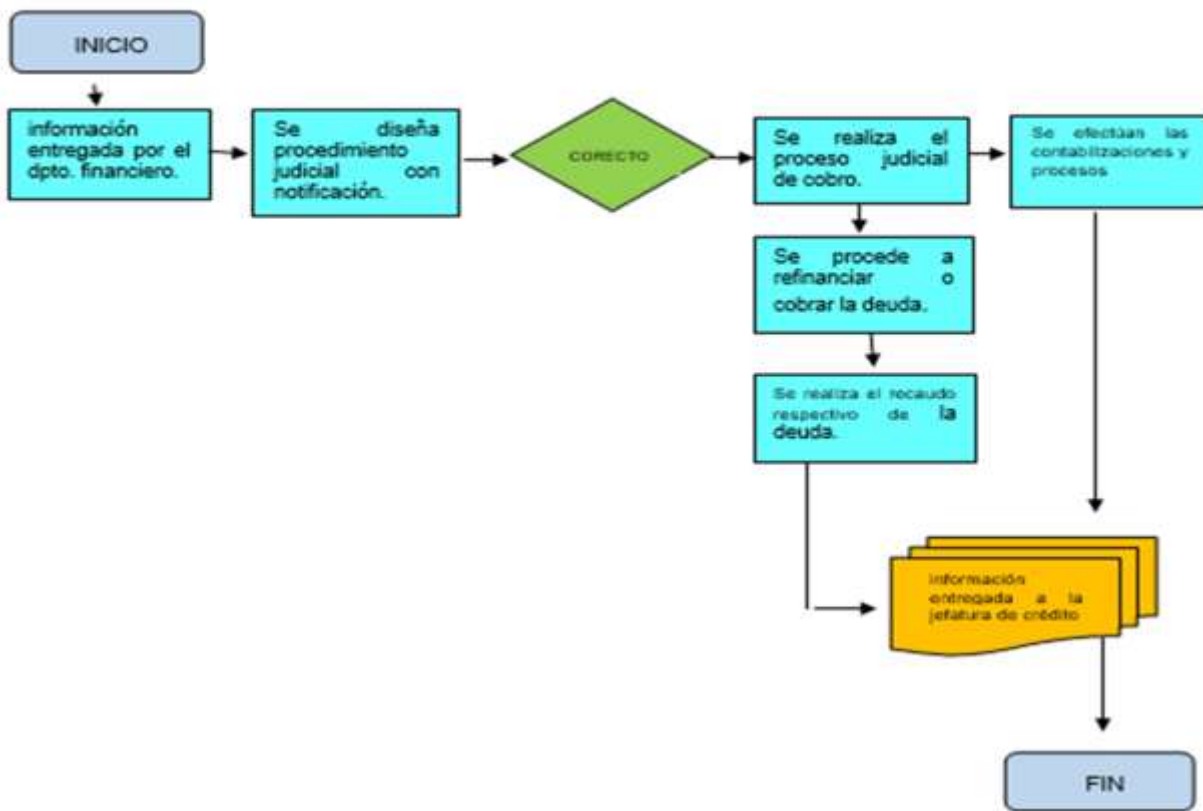 INICIO
información
entregada por el
dpto. financiero.
Se diseña
procedimiento
judicial con
notificación.
CORECTO
Se realiza el
proceso judicial
de cobro.
Se efectúan las
contabilizaciones y
procesos
Se procede a
refinanciar o
cobrar la deuda.
Se realiza el recaudo
respectivo de la
deuda.
información
entregada a la
jefatura de crédito
FIN